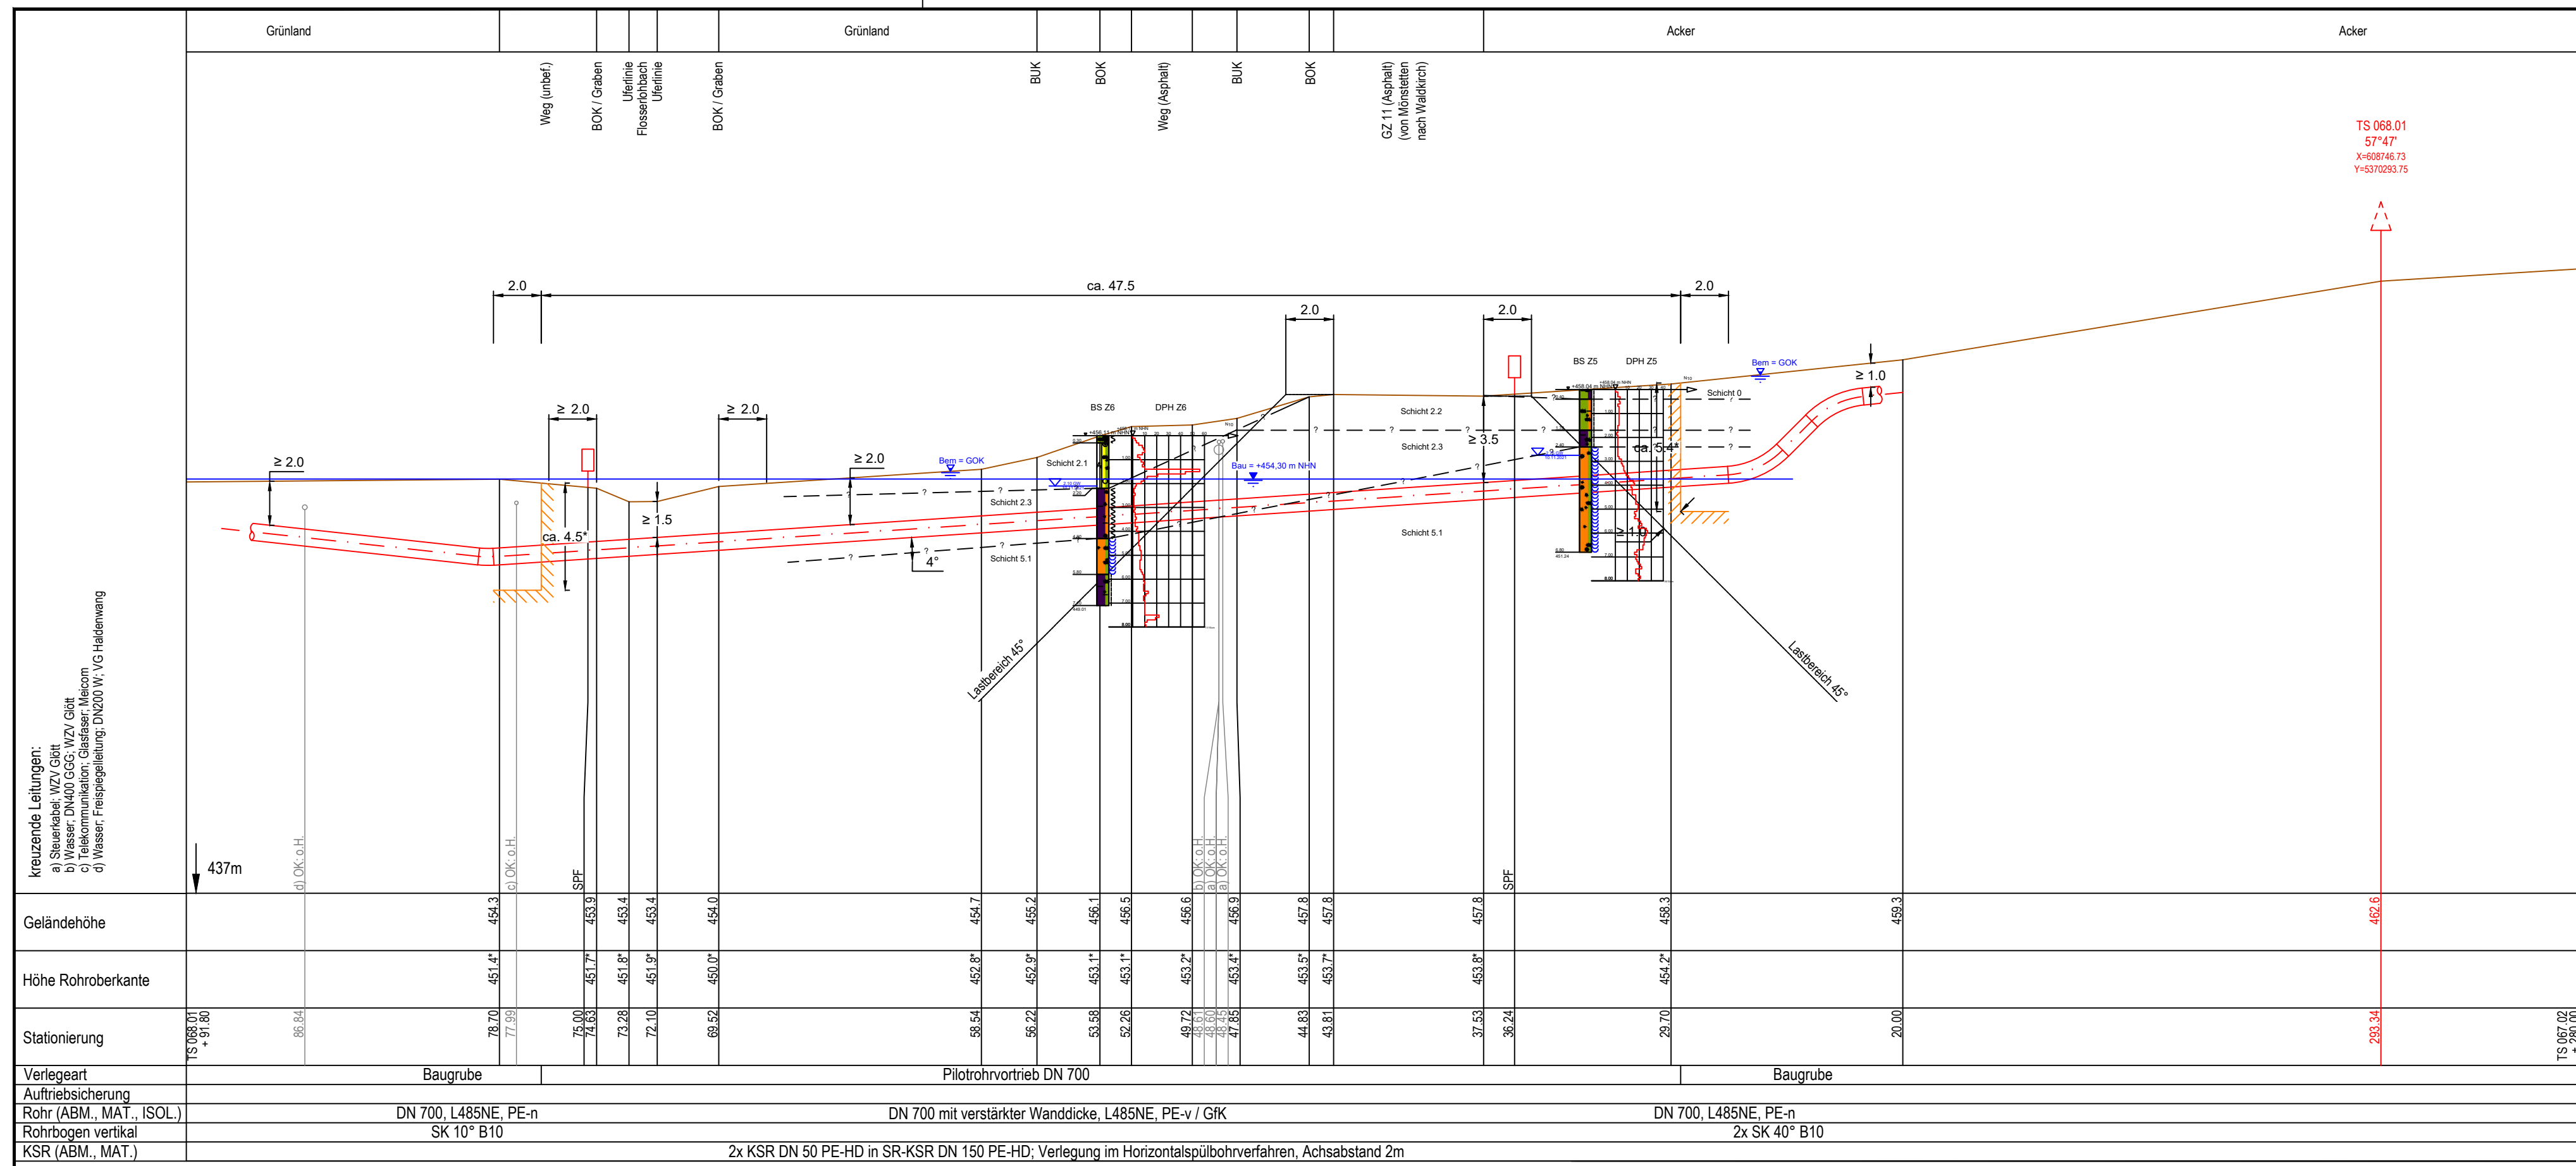 Grünland
Grünland
Acker
Acker
Weg (unbef.)
BOK / Graben
Uferlinie
Flosserlohbach
Uferlinie
BOK / Graben
BUK
BOK
Weg (Asphalt)
BUK
BOK
GZ 11 (Asphalt)
(von Mönstetten
nach Waldkirch)
TS 068.01
57°47'
X=608746.73
Y=5370293.75
2.0
ca. 47.5
2.0
2.0
2.0
BS Z5
DPH Z5
Bem = GOK
≥ 1.0
+458.04 m NHN
Schicht 0
≥ 2.0
≥ 2.0
BS Z6
DPH Z6
+456.11 m NHN
Schicht 2.2
Schicht 2.3
≥ 3.5
ca. 5.4*
≥ 2.0
≥ 2.0
Bem = GOK
Schicht 2.1
Bau = +454,30 m NHN
Schicht 2.3
≥ 1.5
ca. 4.5*
Schicht 5.1
4°
Schicht 5.1
≥ 1.0
Lastbereich 45°
Lastbereich 45°
kreuzende Leitungen:
a) Steuerkabel; WZV Glött
b) Wasser; DN400 GGG; WZV Glött
c) Telekommunikation; Glasfaser; Meicom
d) Wasser; Freispiegelleitung; DN200 W; VG Haldenwang
437m
d) OK: o.H.
c) OK: o.H.
SPF
b) OK: o.H.
a) OK: o.H.
a) OK: o.H.
SPF
Geländehöhe
454.3
453.9
453.4
453.4
454.0
454.7
455.2
456.1
456.5
456.6
456.9
457.8
457.8
457.8
458.3
459.3
462.6
Höhe Rohroberkante
451.4*
451.7*
451.8*
451.9*
450.0*
452.8*
452.9*
453.1*
453.1*
453.2*
453.4*
453.5*
453.7*
453.8*
454.2*
Stationierung
TS 068.01
+ 91.80
86.84
78.70
77.99
75.00
74.63
73.28
72.10
69.52
58.54
56.22
53.58
52.26
49.72
48.61
48.60
48.45
47.85
44.83
43.81
37.53
36.24
29.70
20.00
293.34
TS 067.02
+ 280.00
Verlegeart
Baugrube
Pilotrohrvortrieb DN 700
Baugrube
Auftriebsicherung
Rohr (ABM., MAT., ISOL.)
DN 700, L485NE, PE-n
DN 700 mit verstärkter Wanddicke, L485NE, PE-v / GfK
DN 700, L485NE, PE-n
Rohrbogen vertikal
SK 10° B10
2x SK 40° B10
KSR (ABM., MAT.)
2x KSR DN 50 PE-HD in SR-KSR DN 150 PE-HD; Verlegung im Horizontalspülbohrverfahren, Achsabstand 2m